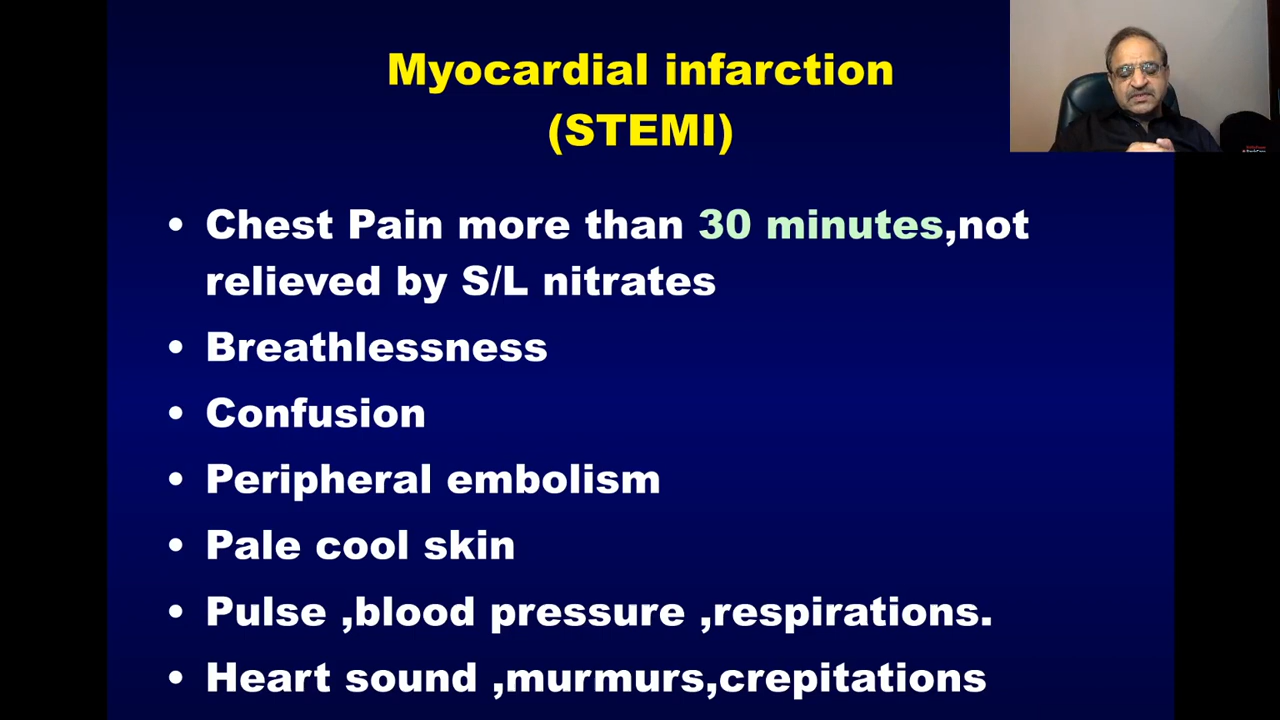 Myocardial infarction
(STEMI)
• Chest Pain more than 30 minutes,not
relieved by S/L nitrates
• Breathlessness
• Confusion
• Peripheral embolism
• Pale cool skin
• Pulse ,blood pressure ,respirations.
• Heart sound ,murmurs,crepitations